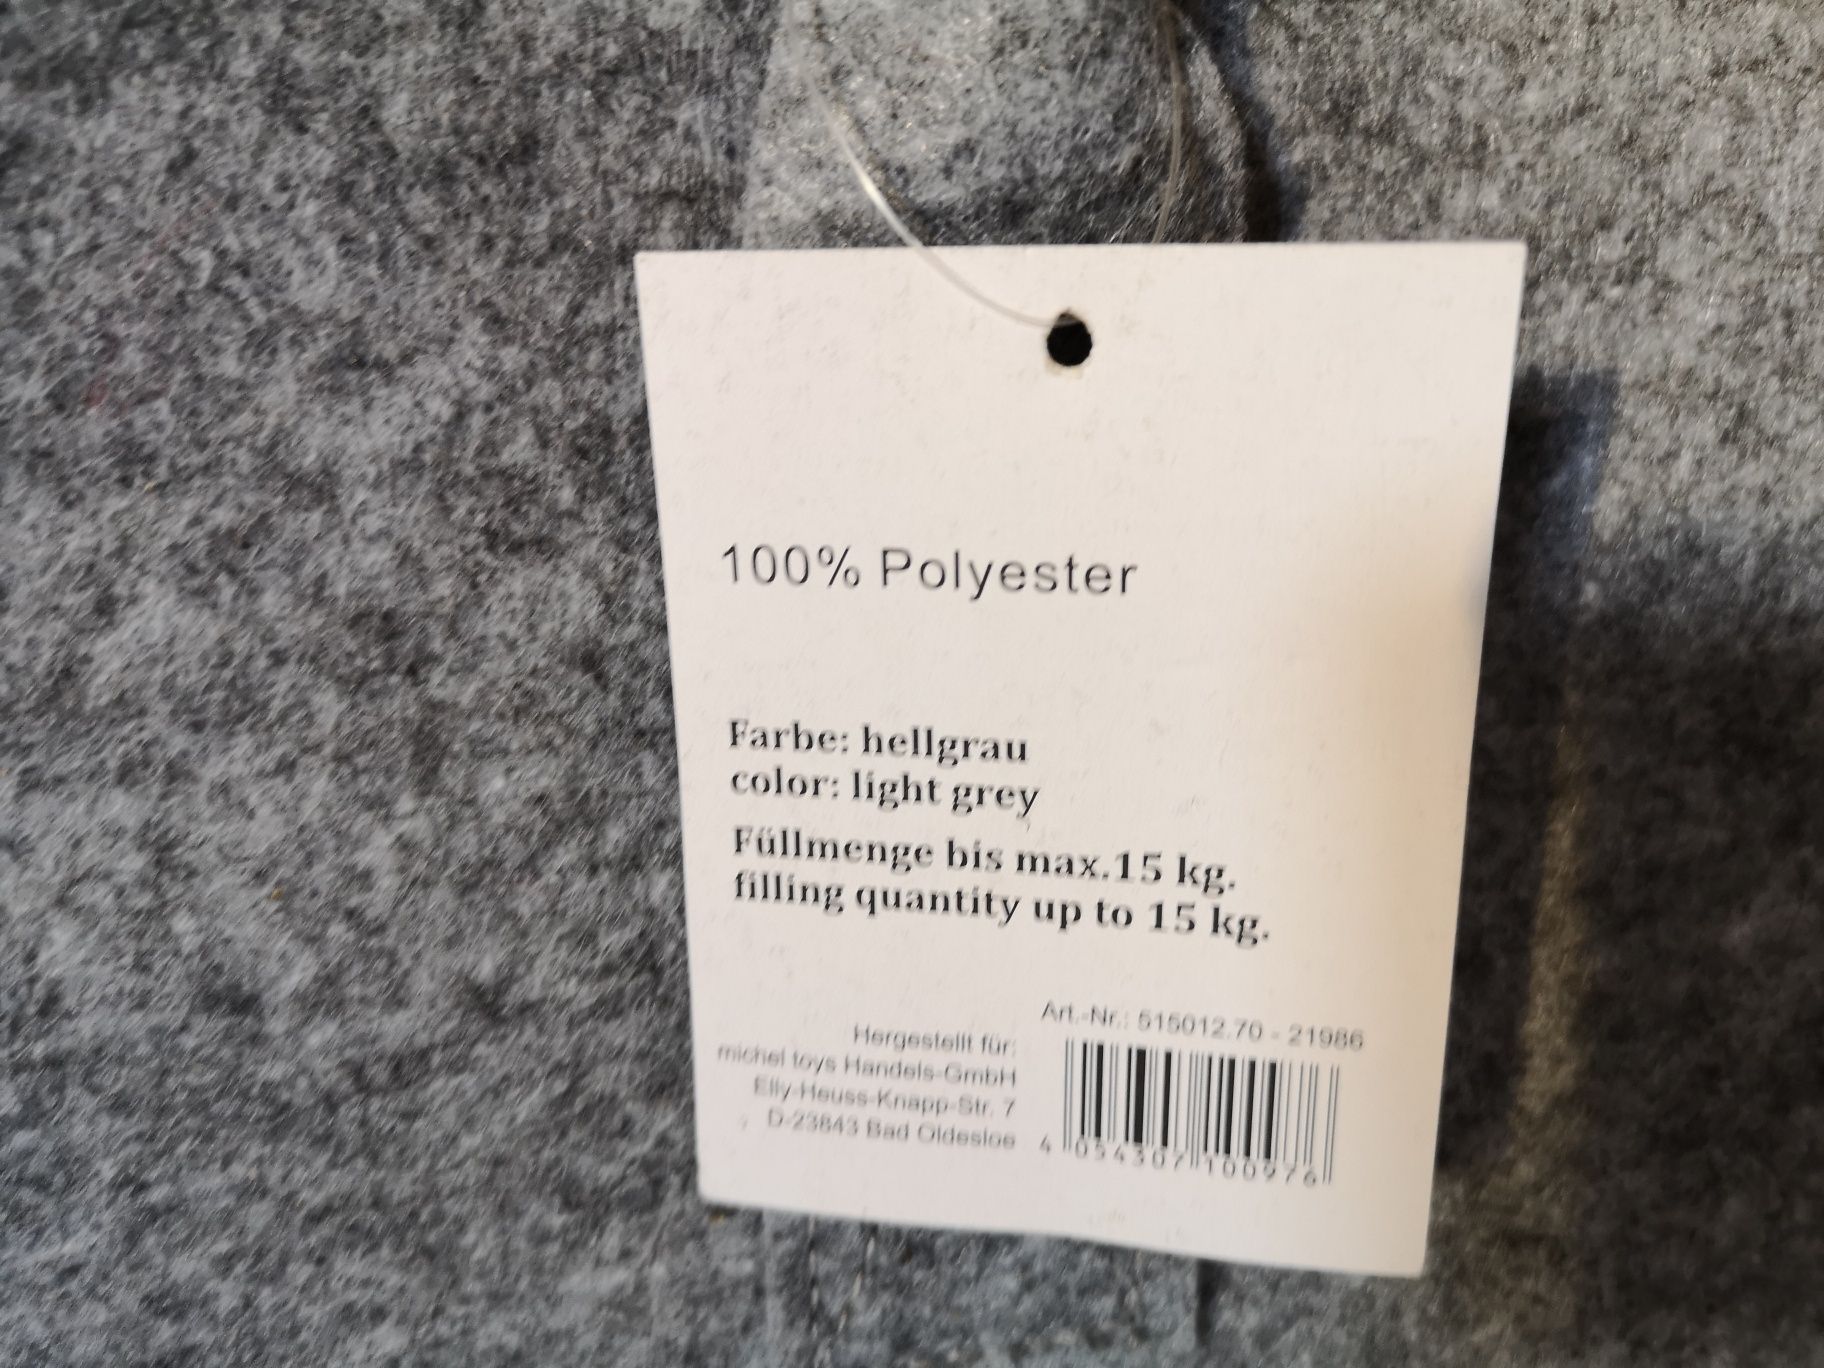 100% Polyester
Farbe: hellgrau
color: light grey
Füllmenge bis max.15 kg.
filling quantity up to 15 kg.
Art.-Nr.: 515012.70 - 21986
Hergestellt für:
michel toys Handels-GmbH
Elly-Heuss-Knapp-Str. 7
D-23843 Bad Oldesloe
4 054307 100976